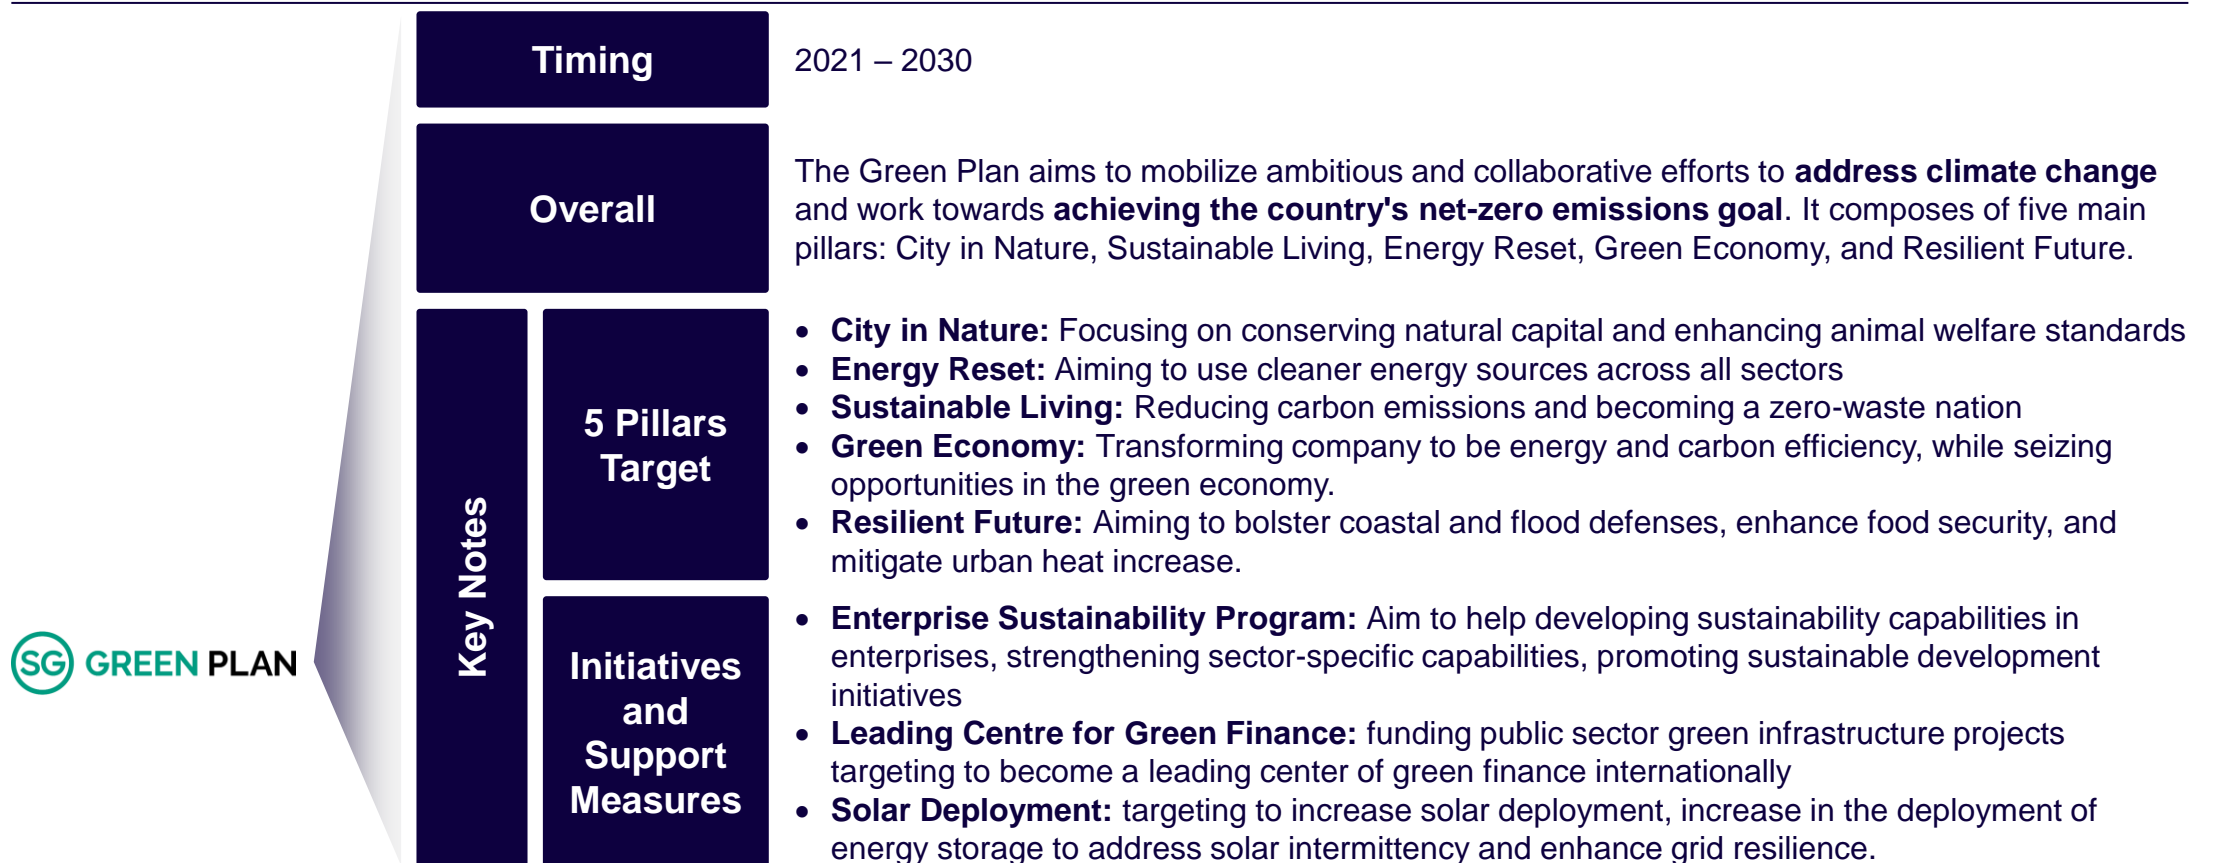 Timing
2021 – 2030
Overall
The Green Plan aims to mobilize ambitious and collaborative efforts to address climate change
and work towards achieving the country's net-zero emissions goal. It composes of five main
pillars: City in Nature, Sustainable Living, Energy Reset, Green Economy, and Resilient Future.
Key Notes
5 Pillars
Target
• City in Nature: Focusing on conserving natural capital and enhancing animal welfare standards
• Energy Reset: Aiming to use cleaner energy sources across all sectors
• Sustainable Living: Reducing carbon emissions and becoming a zero-waste nation
• Green Economy: Transforming company to be energy and carbon efficiency, while seizing
opportunities in the green economy.
• Resilient Future: Aiming to bolster coastal and flood defenses, enhance food security, and
mitigate urban heat increase.
SG GREEN PLAN
Initiatives
and
Support
Measures
• Enterprise Sustainability Program: Aim to help developing sustainability capabilities in
enterprises, strengthening sector-specific capabilities, promoting sustainable development
initiatives
• Leading Centre for Green Finance: funding public sector green infrastructure projects
targeting to become a leading center of green finance internationally
• Solar Deployment: targeting to increase solar deployment, increase in the deployment of
energy storage to address solar intermittency and enhance grid resilience.